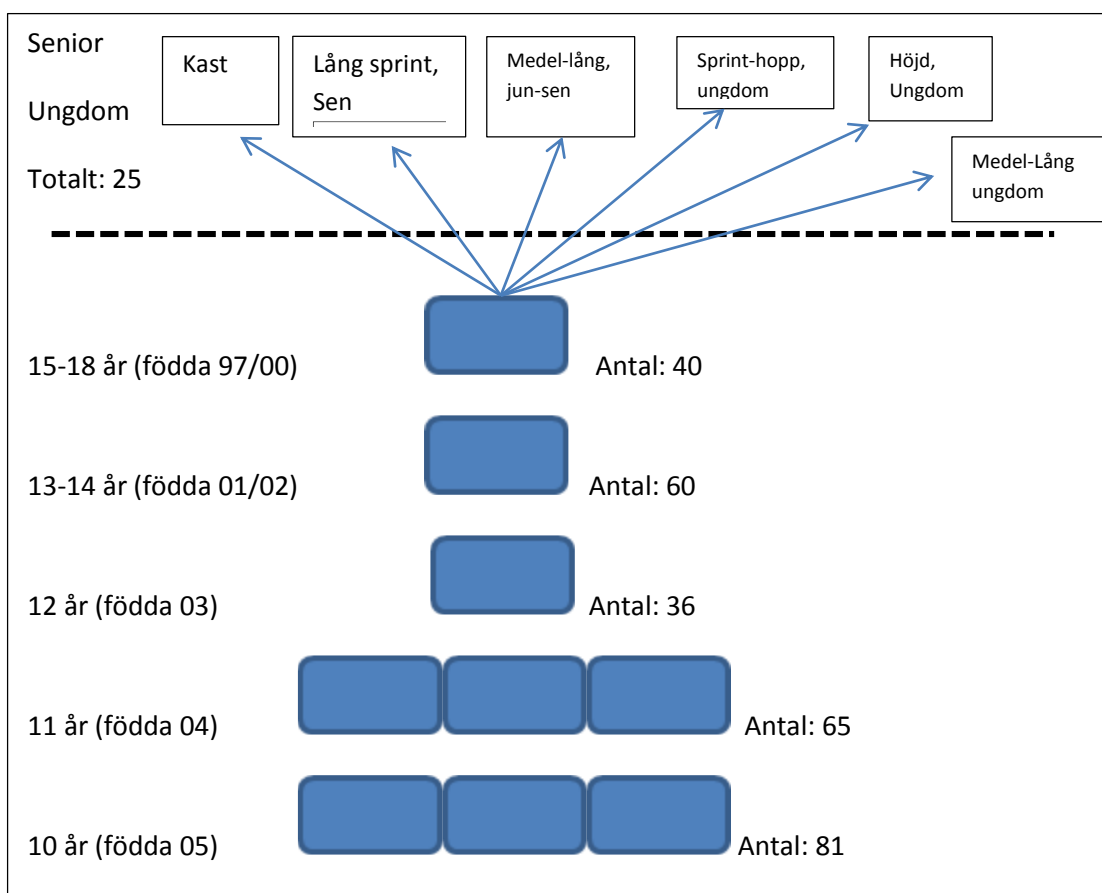 Senior
Ungdom
Totalt: 25
Kast
Lång sprint,
Sen
Medel-lång,
jun-sen
Sprint-hopp,
ungdom
Höjd,
Ungdom
Medel-Lång
ungdom
15-18 år (födda 97/00)
Antal: 40
13-14 år (födda 01/02)
Antal: 60
12 år (födda 03)
Antal: 36
11 år (födda 04)
Antal: 65
10 år (födda 05)
Antal: 81